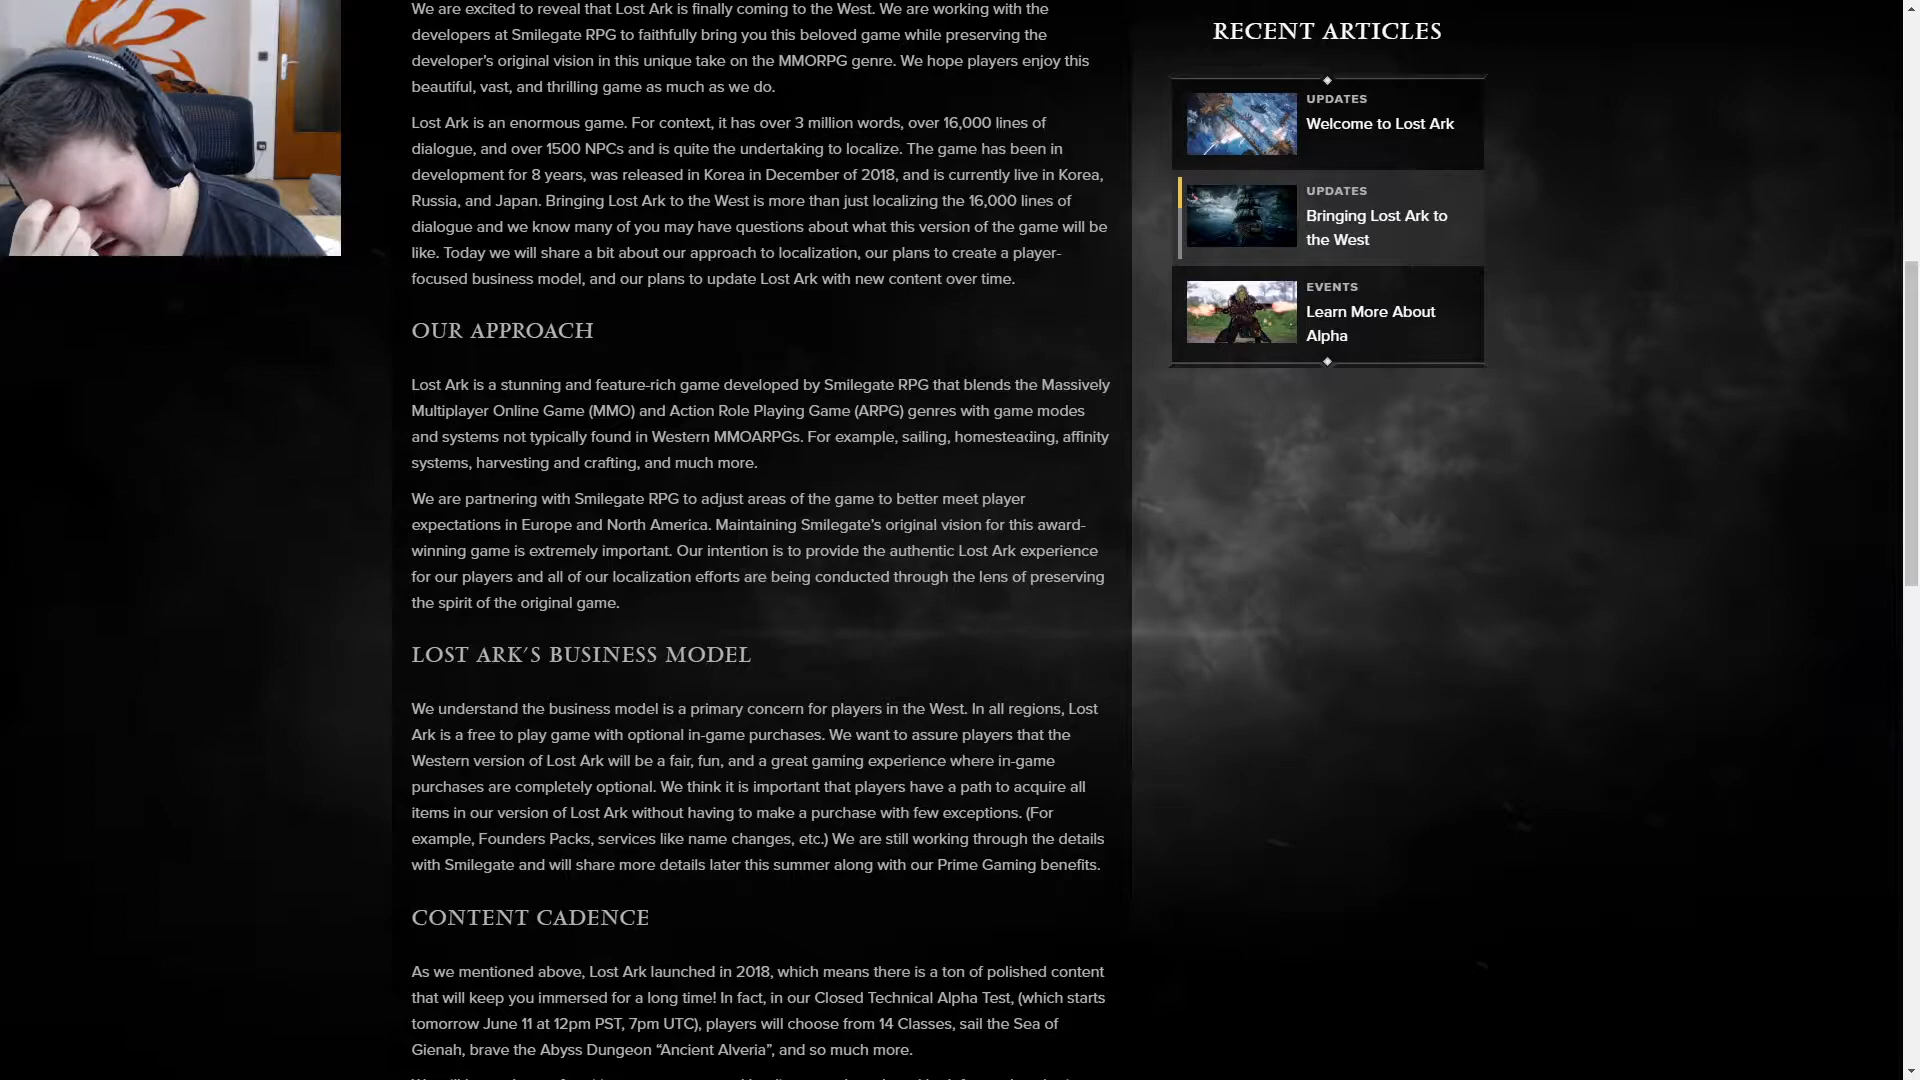 We are excited to reveal that Lost Ark is finally coming to the West. We are working with the
developers at Smilegate RPG to faithfully bring you this beloved game while preserving the
developer’s original vision in this unique take on the MMORPG genre. We hope players enjoy this
beautiful, vast, and thrilling game as much as we do.
Lost Ark is an enormous game. For context, it has over 3 million words, over 16,000 lines of
dialogue, and over 1500 NPCs and is quite the undertaking to localize. The game has been in
development for 8 years, was released in Korea in December of 2018, and is currently live in Korea,
Russia, and Japan. Bringing Lost Ark to the West is more than just localizing the 16,000 lines of
dialogue and we know many of you may have questions about what this version of the game will be
like. Today we will share a bit about our approach to localization, our plans to create a player-
focused business model, and our plans to update Lost Ark with new content over time.
OUR APPROACH
Lost Ark is a stunning and feature-rich game developed by Smilegate RPG that blends the Massively
Multiplayer Online Game (MMO) and Action Role Playing Game (ARPG) genres with game modes
and systems not typically found in Western MMOARPGs. For example, sailing, homesteading, affinity
systems, harvesting and crafting, and much more.
We are partnering with Smilegate RPG to adjust areas of the game to better meet player
expectations in Europe and North America. Maintaining Smilegate’s original vision for this award-
winning game is extremely important. Our intention is to provide the authentic Lost Ark experience
for our players and all of our localization efforts are being conducted through the lens of preserving
the spirit of the original game.
LOST ARK’S BUSINESS MODEL
We understand the business model is a primary concern for players in the West. In all regions, Lost
Ark is a free to play game with optional in-game purchases. We want to assure players that the
Western version of Lost Ark will be a fair, fun, and a great gaming experience where in-game
purchases are completely optional. We think it is important that players have a path to acquire all
items in our version of Lost Ark without having to make a purchase with few exceptions. (For
example, Founders Packs, services like name changes, etc.) We are still working through the details
with Smilegate and will share more details later this summer along with our Prime Gaming benefits.
CONTENT CADENCE
As we mentioned above, Lost Ark launched in 2018, which means there is a ton of polished content
that will keep you immersed for a long time! In fact, in our Closed Technical Alpha Test, (which starts
tomorrow June 11 at 12pm PST, 7pm UTC), players will choose from 14 Classes, sail the Sea of
Gienah, brave the Abyss Dungeon “Ancient Alveria”, and so much more.
RECENT ARTICLES
UPDATES
Welcome to Lost Ark
UPDATES
Bringing Lost Ark to
the West
EVENTS
Learn More About
Alpha